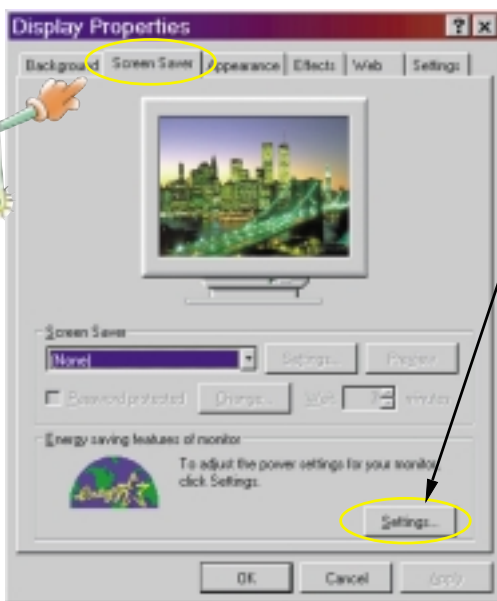 Display Properties
Background Screen Saver Appearance Effects Web Settings
Screen Saver
(None) Settings... Preview
Password protected Change... Wait: minutes
Energy saving features of monitor
To adjust the power settings for your monitor,
click Settings.
Settings...
OK Cancel Apply